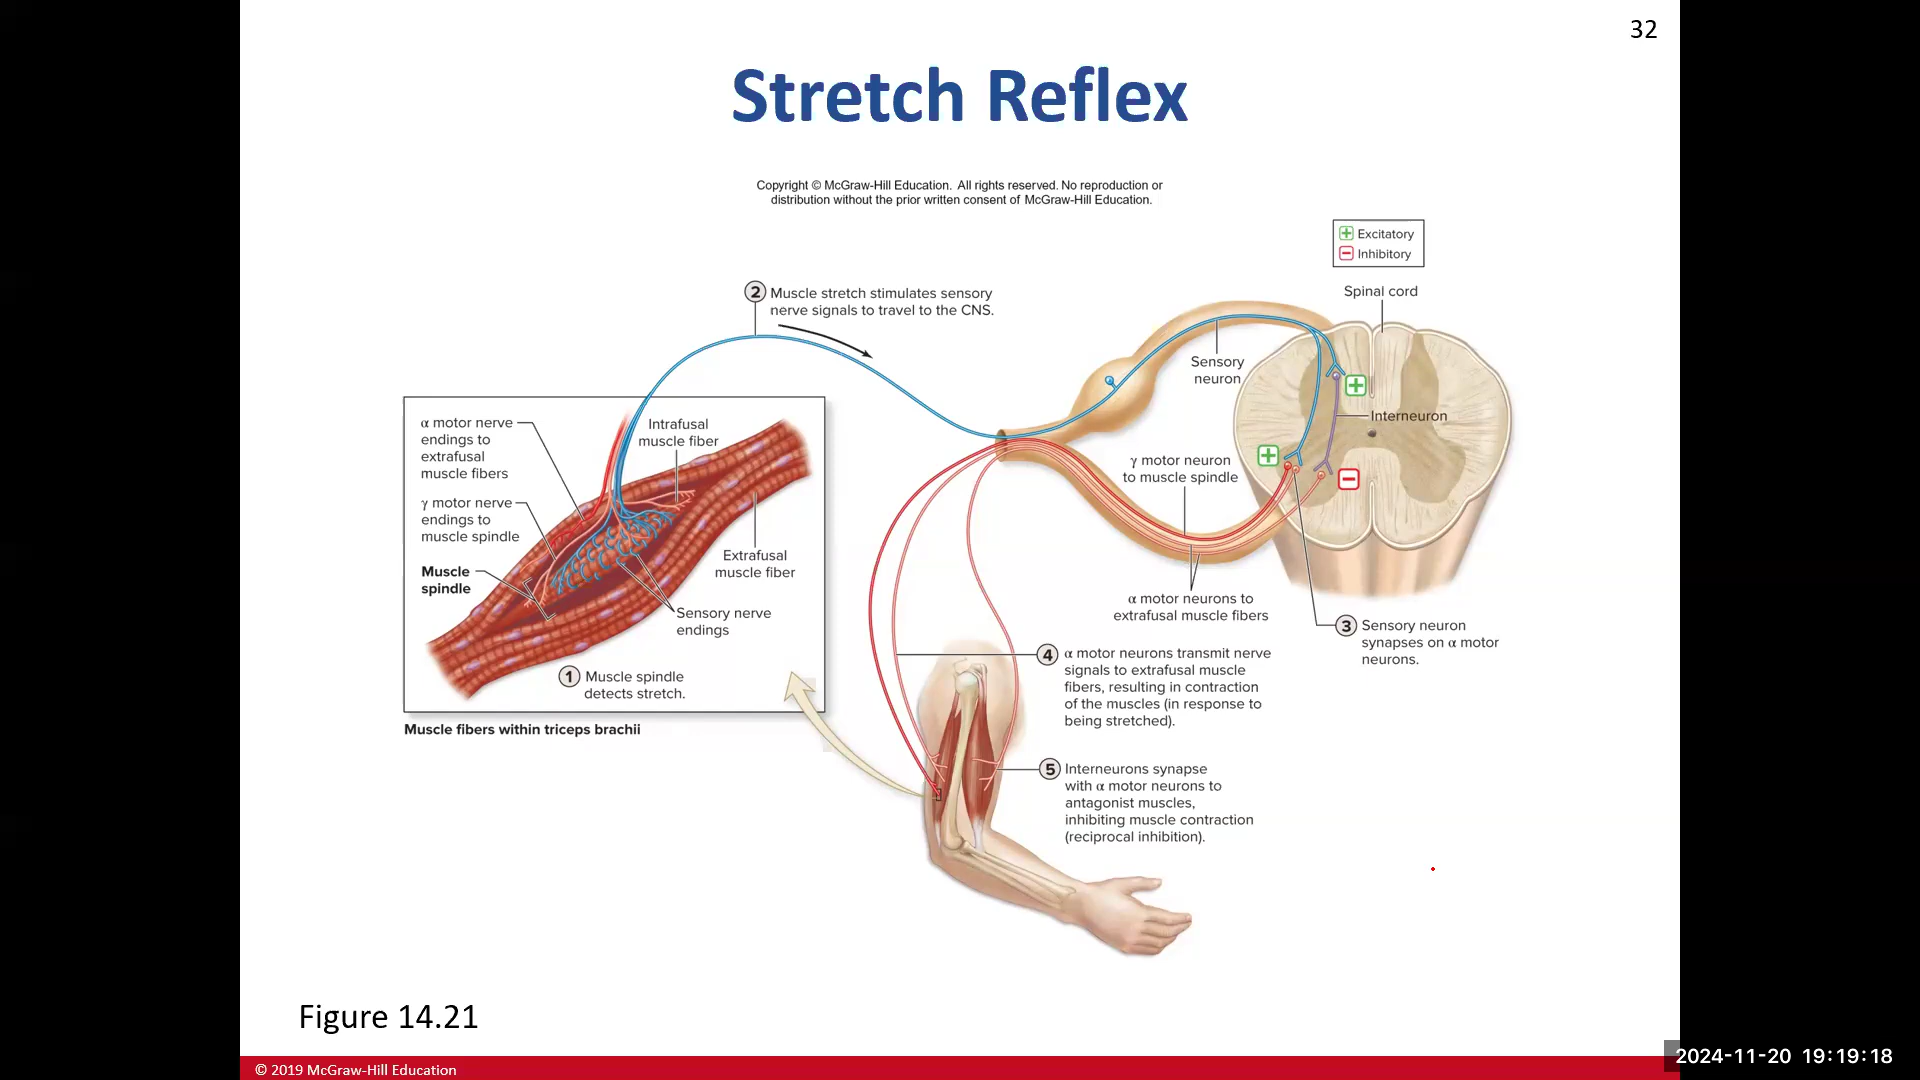 32
Stretch Reflex
Copyright © McGraw-Hill Education. All rights reserved. No reproduction or
distribution without the prior written consent of McGraw-Hill Education.
+ Excitatory
− Inhibitory
Spinal cord
2 Muscle stretch stimulates sensory
nerve signals to travel to the CNS.
Sensory
neuron
+
Interneuron
+
−
γ motor neuron
to muscle spindle
α motor neurons to
extrafusal muscle fibers
3 Sensory neuron
synapses on α motor
neurons.
α motor nerve
endings to
extrafusal
muscle fibers
γ motor nerve
endings to
muscle spindle
Muscle
spindle
Intrafusal
muscle fiber
Extrafusal
muscle fiber
Sensory nerve
endings
1 Muscle spindle
detects stretch.
Muscle fibers within triceps brachii
4 α motor neurons transmit nerve
signals to extrafusal muscle
fibers, resulting in contraction
of the muscles (in response to
being stretched).
5 Interneurons synapse
with α motor neurons to
antagonist muscles,
inhibiting muscle contraction
(reciprocal inhibition).
Figure 14.21
© 2019 McGraw-Hill Education
2024-11-20 19:19:18